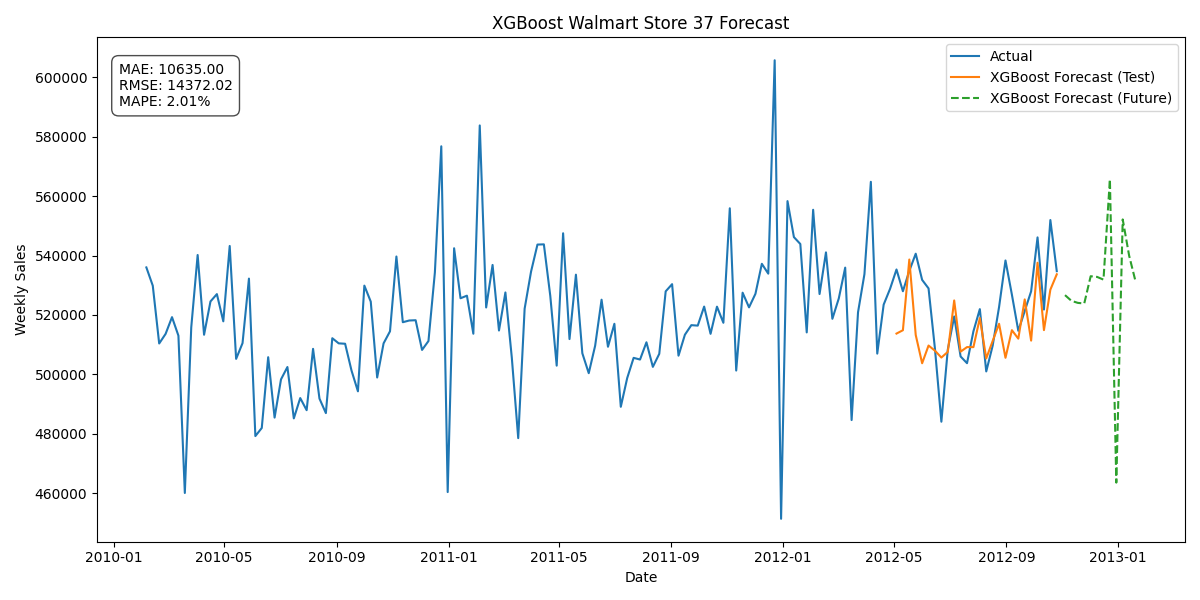 XGBoost Walmart Store 37 Forecast
MAE: 10635.00
RMSE: 14372.02
MAPE: 2.01%
Actual
XGBoost Forecast (Test)
XGBoost Forecast (Future)
Weekly Sales
600000
580000
560000
540000
520000
500000
480000
460000
2010-01
2010-05
2010-09
2011-01
2011-05
2011-09
2012-01
2012-05
2012-09
2013-01
Date